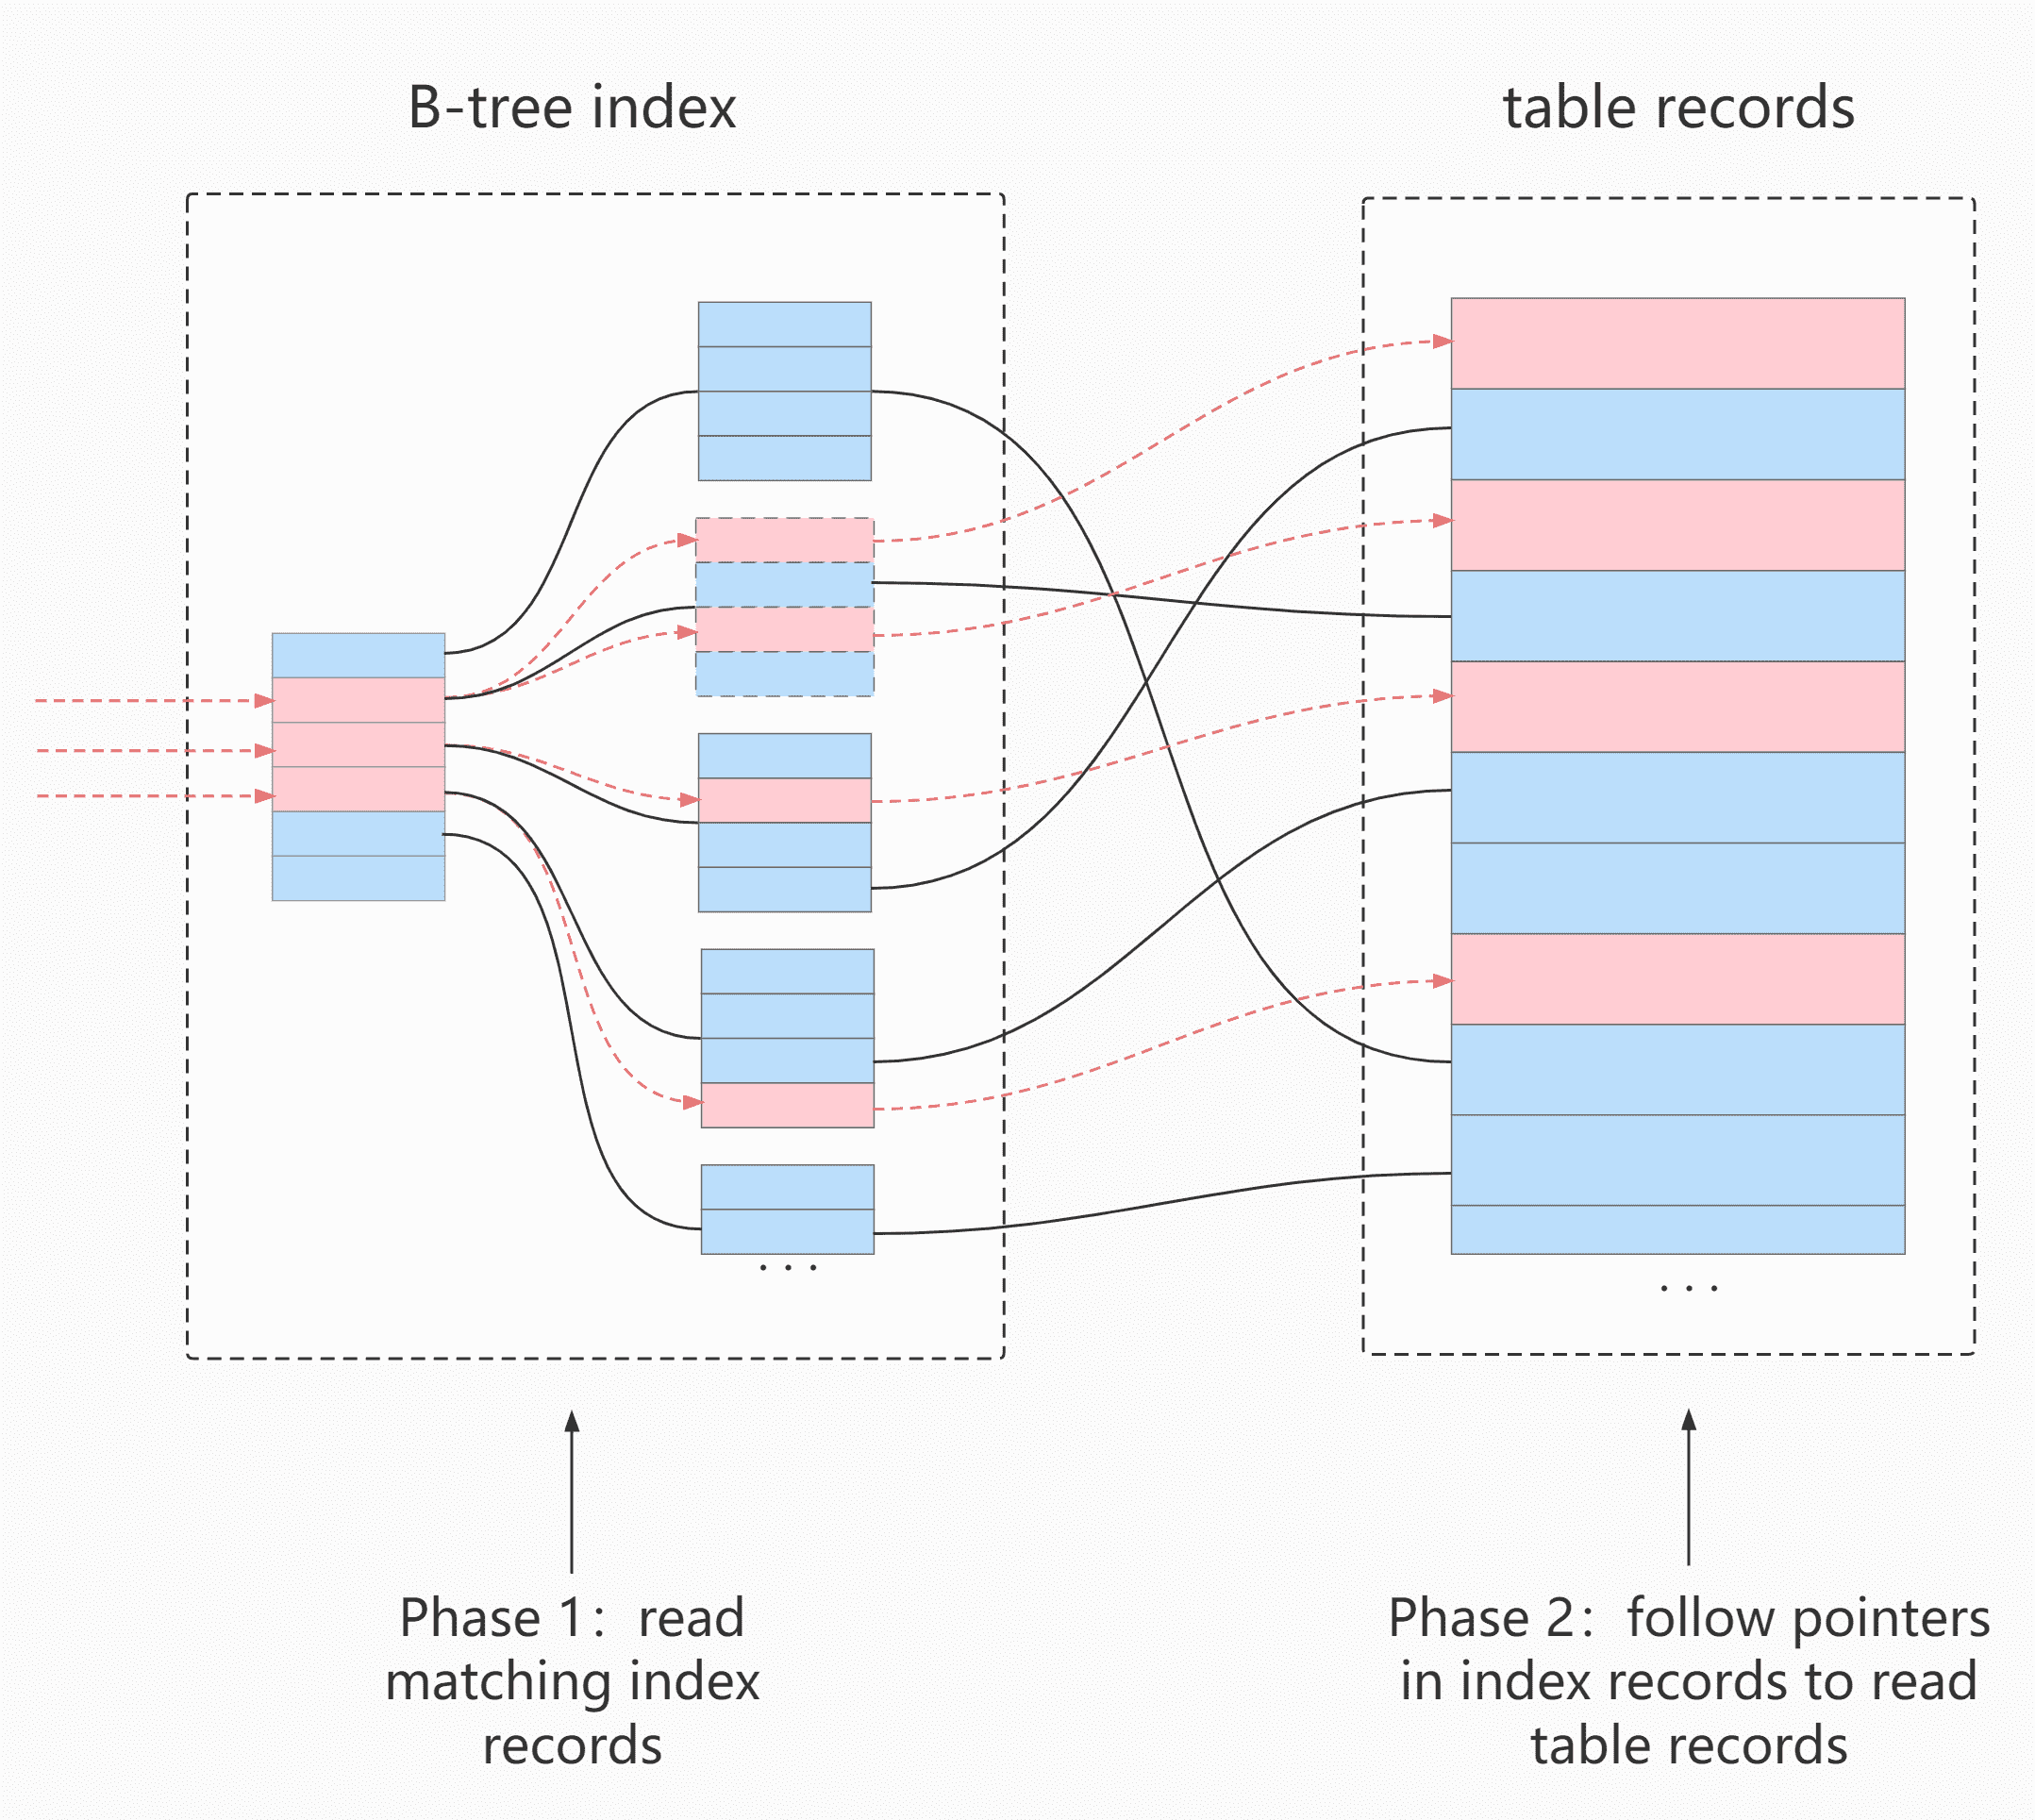 B-tree index
table records
. . .
. . .
Phase 1：read
matching index
records
Phase 2：follow pointers
in index records to read
table records